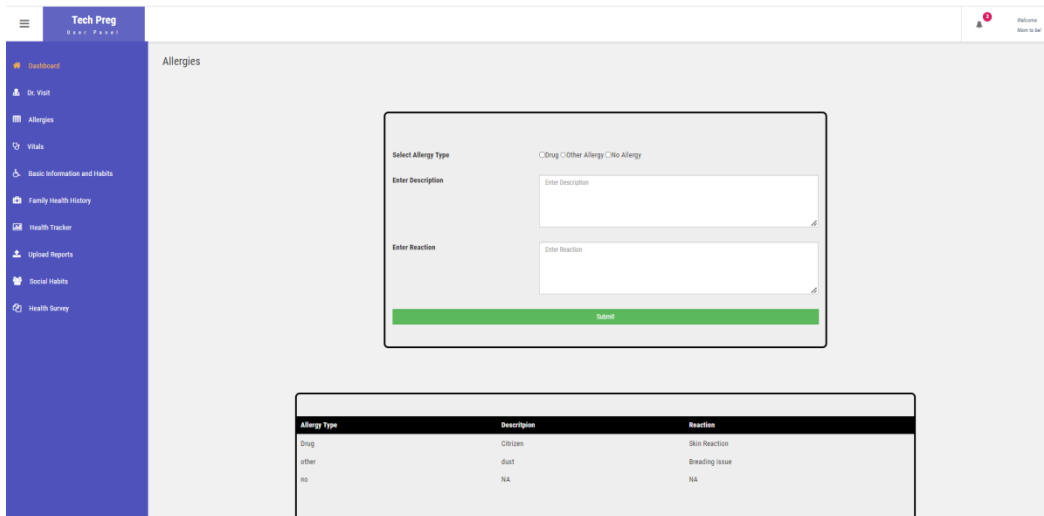 Tech Preg
User Panel
3
Welcome
Mom to be!
Dashboard
Dr. Visit
Allergies
Vitals
Basic Information and Habits
Family Health History
Health Tracker
Upload Reports
Social Habits
Health Survey
Allergies
Select Allergy Type Drug Other Allergy No Allergy
Enter Description Enter Description
Enter Reaction Enter Reaction
Submit
Allergy Type Descritpion Reaction
Drug Citrizen Skin Reaction
other dust Breading issue
no NA NA